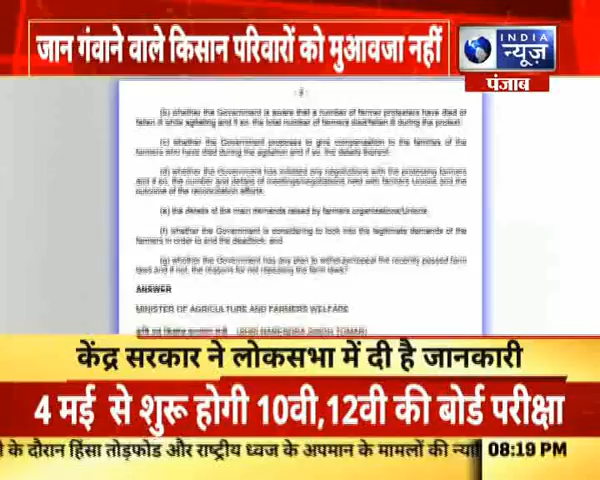 जान गंवाने वाले किसान परिवारों को मुआवजा नहीं
INDIA
न्यूज़
पंजाब
- 2 -
(b) whether the Government is aware that a number of farmer protesters have died or
fallen ill while agitating and if so, the total number of farmers died/fallen ill during the protest;
(c) whether the Government proposes to give compensation to the families of the
farmers who have died during the agitation and if so, the details thereof;
(d) whether the Government has initiated any negotiations with the protesting farmers
and if so, the number and details of meetings/negotiations held with farmers unions and the
outcome of the reconciliation efforts;
(e) the details of the main demands raised by farmers organizations/Unions;
(f) whether the Government is considering to look into the legitimate demands of the
farmers in order to end the deadlock; and
(g) whether the Government has any plan to withdraw/repeal the recently passed farm
laws and if not, the reasons for not repealing the farm laws?
ANSWER
MINISTER OF AGRICULTURE AND FARMERS WELFARE
(SHRI NARENDRA SINGH TOMAR)
केंद्र सरकार ने लोकसभा में दी है जानकारी
4 मई से शुरू होगी 10वी,12वी की बोर्ड परीक्षा
के दौरान हिंसा तोड़फोड और राष्ट्रीय ध्वज के अपमान के मामलों की
08:19 PM